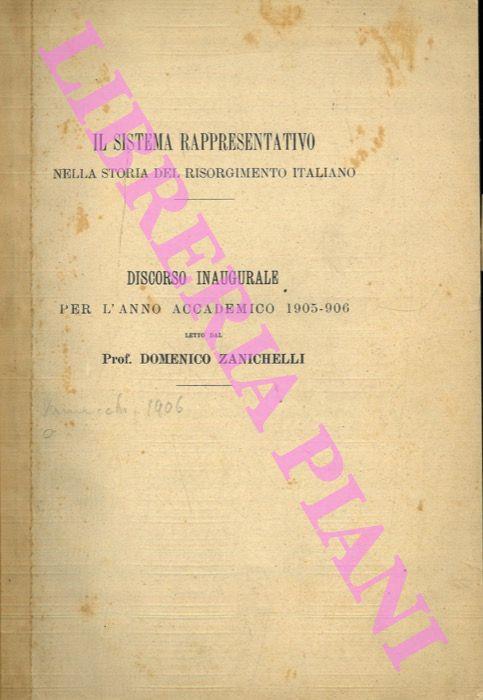 IL SISTEMA RAPPRESENTATIVO
NELLA STORIA DEL RISORGIMENTO ITALIANO
DISCORSO INAUGURALE
PER L'ANNO ACCADEMICO 1905-906
LETTO DAL
Prof. DOMENICO ZANICHELLI
1906
LIBRERIA PIANI